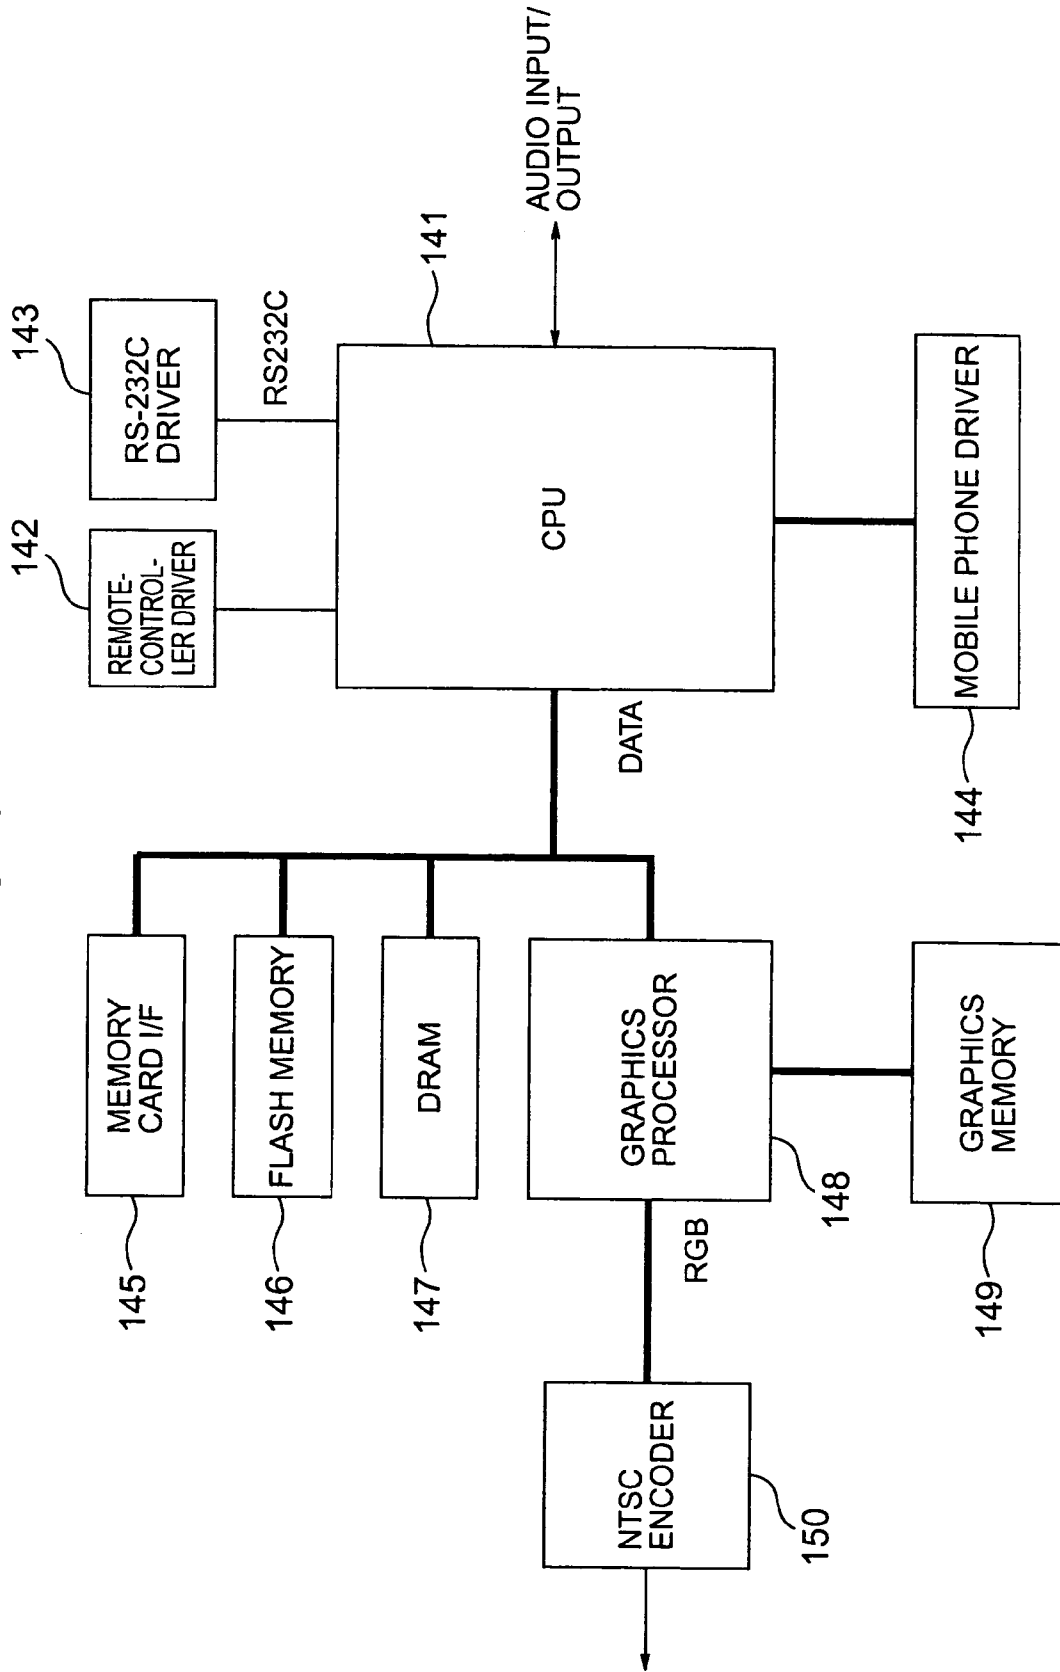 145
MEMORY
CARD I/F
146
FLASH MEMORY
147
DRAM
150
NTSC
ENCODER
RGB
GRAPHICS
PROCESSOR
148
149
GRAPHICS
MEMORY
DATA
142
REMOTE-
CONTROL-
LER DRIVER
143
RS-232C
DRIVER
RS232C
141
CPU
AUDIO INPUT/
OUTPUT
144
MOBILE PHONE DRIVER